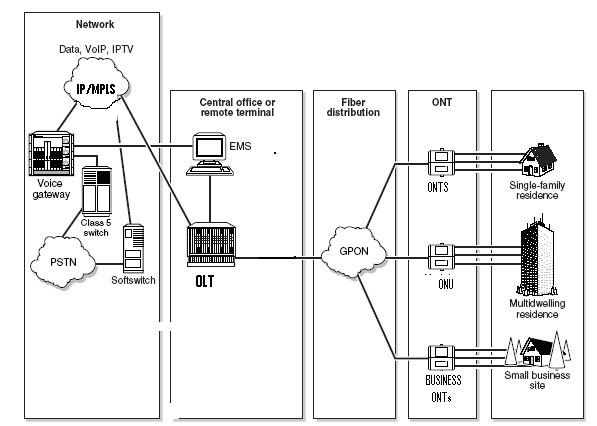 Network
Data, VoIP, IPTV
IP/MPLS
Voice
gateway
Class 5
switch
PSTN
Softswitch
Central office or
remote terminal
EMS
OLT
Fiber
distribution
GPON
ONT
ONTS
ONU
BUSINESS
ONTs
Single-family
residence
Multidwelling
residence
Small business
site